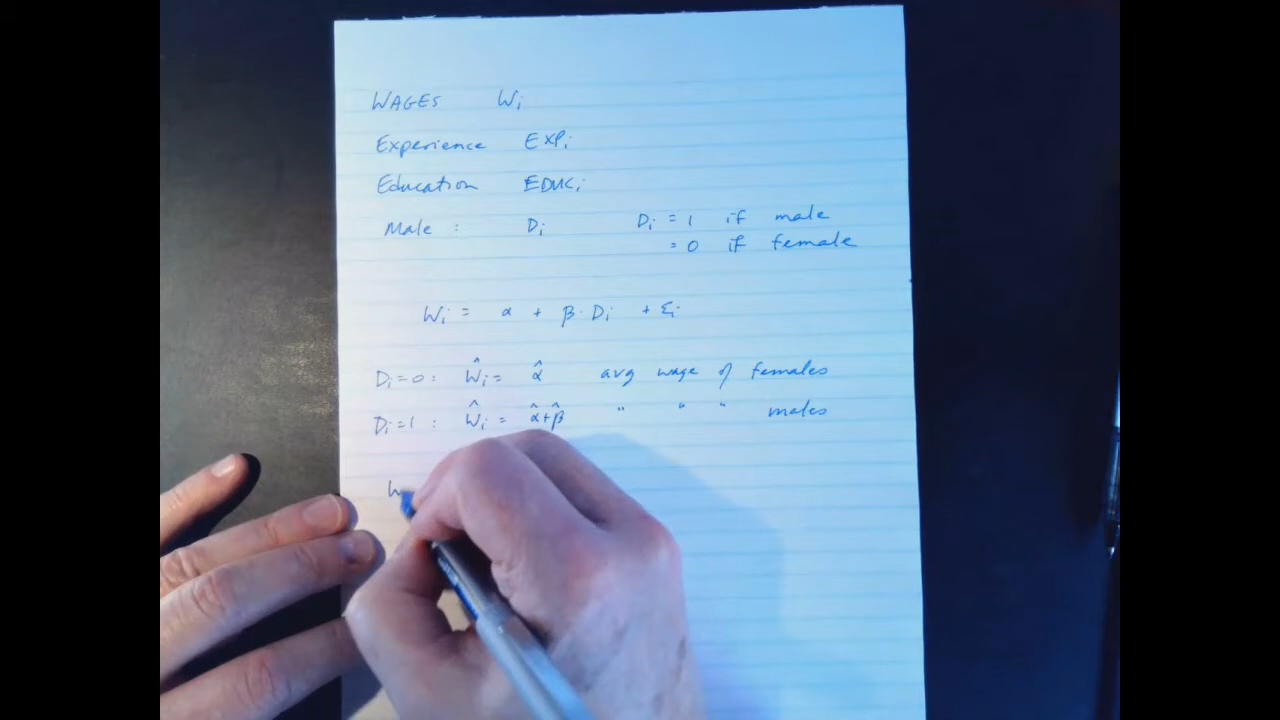 WAGES Wi
Experience EXPi
Education EDUCi
Male : Di Di = 1 if male
= 0 if female
Wi = α + β · Di + εi
Di = 0 : Ŵi = α̂ avg wage of females
Di = 1 : Ŵi = α̂ + β̂ " " " males
W